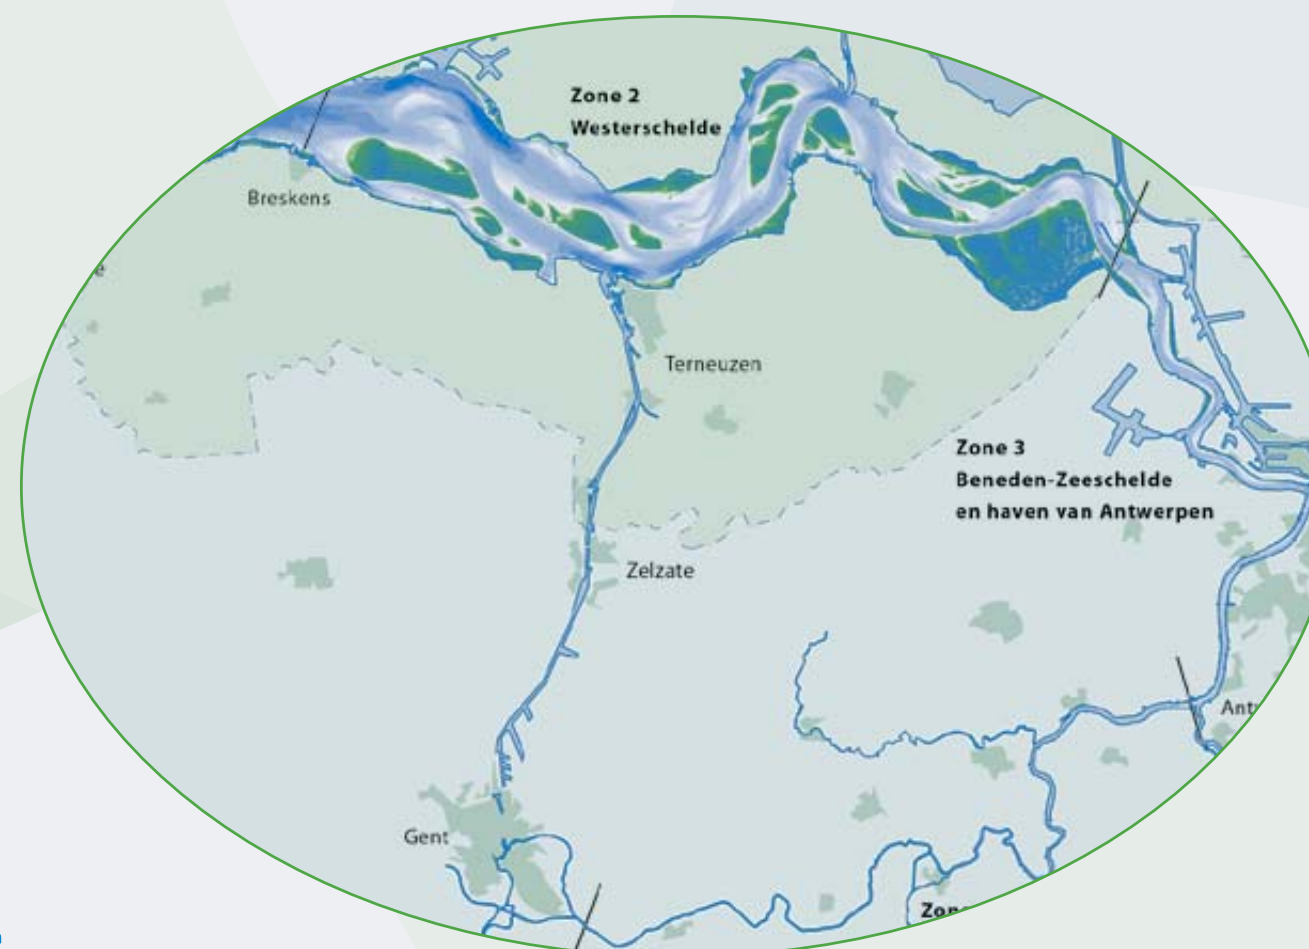 Zone 2
Westerschelde
Breskens
Terneuzen
Zone 3
Beneden-Zeeschelde
en haven van Antwerpen
Zelzate
Gent